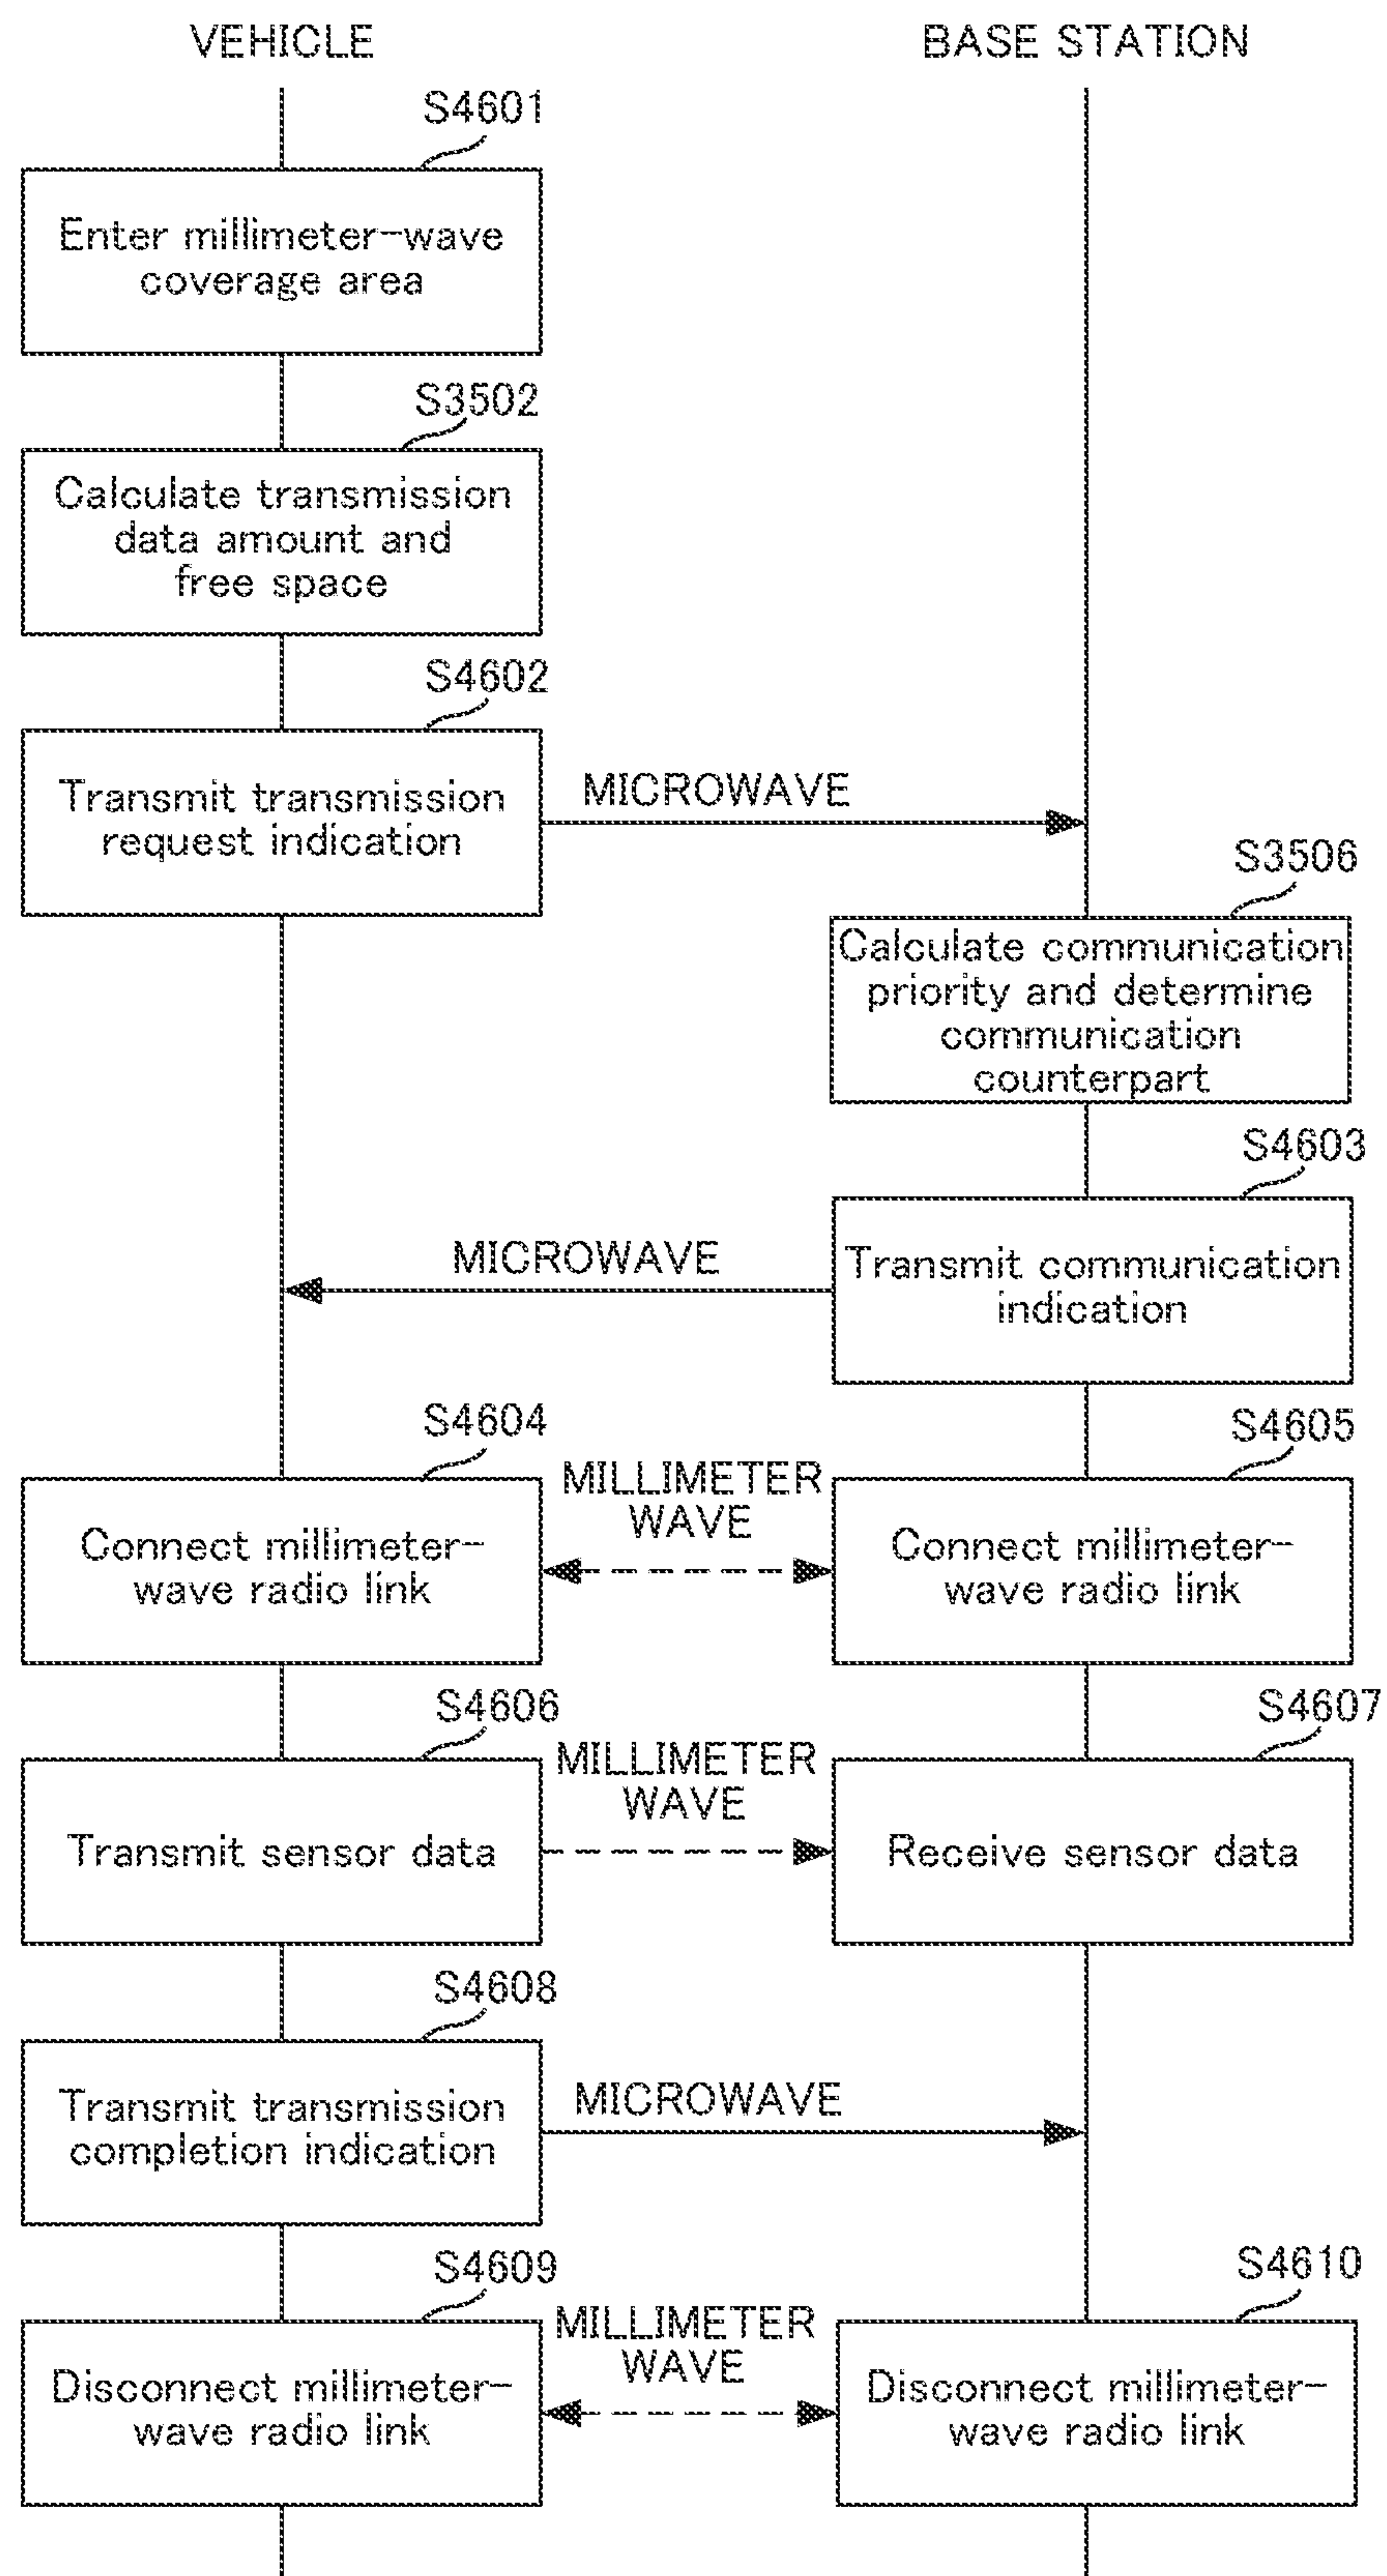 VEHICLE
BASE STATION
S4601
Enter millimeter-wave
coverage area
S3502
Calculate transmission
data amount and
free space
S4602
Transmit transmission
request indication
MICROWAVE
S3506
Calculate communication
priority and determine
communication
counterpart
S4603
Transmit communication
indication
MICROWAVE
S4604
Connect millimeter-
wave radio link
MILLIMETER
WAVE
S4605
Connect millimeter-
wave radio link
S4606
Transmit sensor data
MILLIMETER
WAVE
S4607
Receive sensor data
S4608
Transmit transmission
completion indication
MICROWAVE
S4609
Disconnect millimeter-
wave radio link
MILLIMETER
WAVE
S4610
Disconnect millimeter-
wave radio link